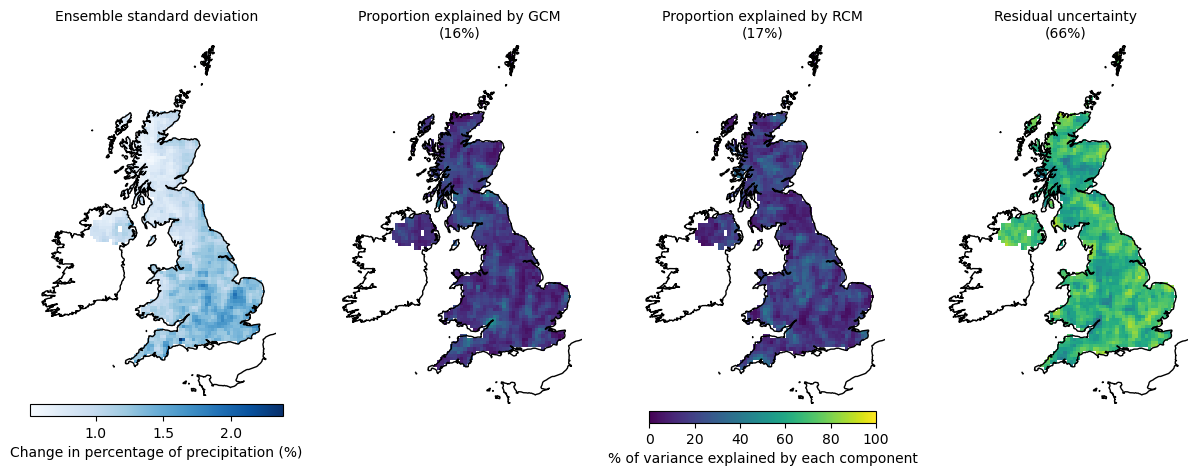 Ensemble standard deviation
Proportion explained by GCM
(16%)
Proportion explained by RCM
(17%)
Residual uncertainty
(66%)
1.0 1.5 2.0
Change in percentage of precipitation (%)
0 20 40 60 80 100
% of variance explained by each component